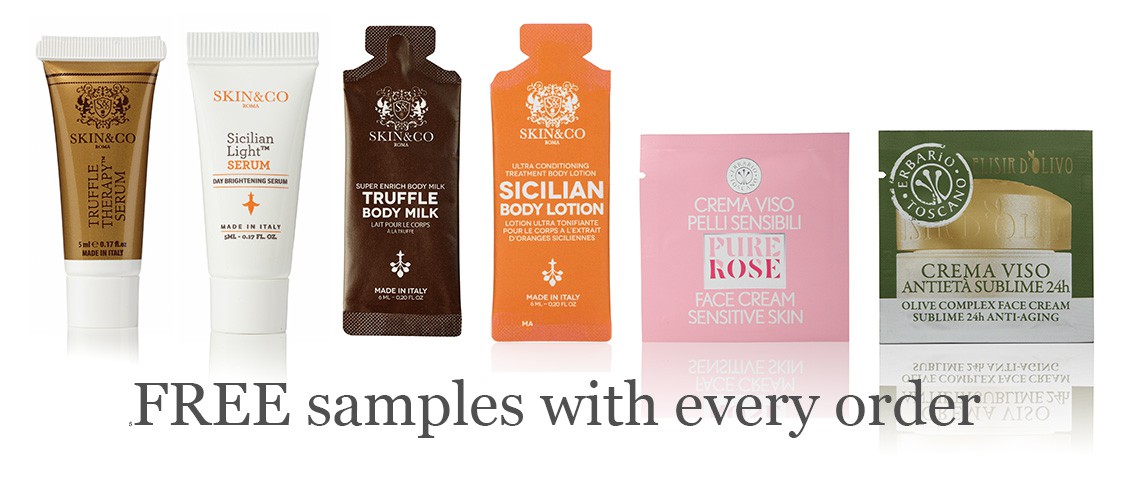 SKIN&CO
ROMA
TRUFFLE
THERAPY™
SERUM
5 ml e 0.17 fl.oz
MADE IN ITALY
SKIN&CO
ROMA
Sicilian
Light™
SERUM
DAY BRIGHTENING SERUM
MADE IN ITALY
5ML - 0.17 FL. OZ.
S&
SKIN&CO
ROMA
SUPER ENRICH BODY MILK
TRUFFLE
BODY MILK
LAIT POUR LE CORPS
À LA TRUFFE
MADE IN ITALY
6 ML - 0.20 FL OZ
S&
SKIN&CO
ROMA
ULTRA CONDITIONING
TREATMENT BODY LOTION
SICILIAN
BODY LOTION
LOTION ULTRA TONIFIANTE
POUR LE CORPS A L'EXTRAIT
D'ORANGES SICILIENNES
MADE IN ITALY
6 ML - 0.20 FL OZ
MA
ERBARIO
TOSCANO
CREMA VISO
PELLI SENSIBILI
PURE
ROSE
FACE CREAM
SENSITIVE SKIN
ERBARIO
TOSCANO
ELISIR D'OLIVO
CREMA VISO
ANTIETÀ SUBLIME 24h
OLIVE COMPLEX FACE CREAM
SUBLIME 24h ANTI-AGING
FREE samples with every order